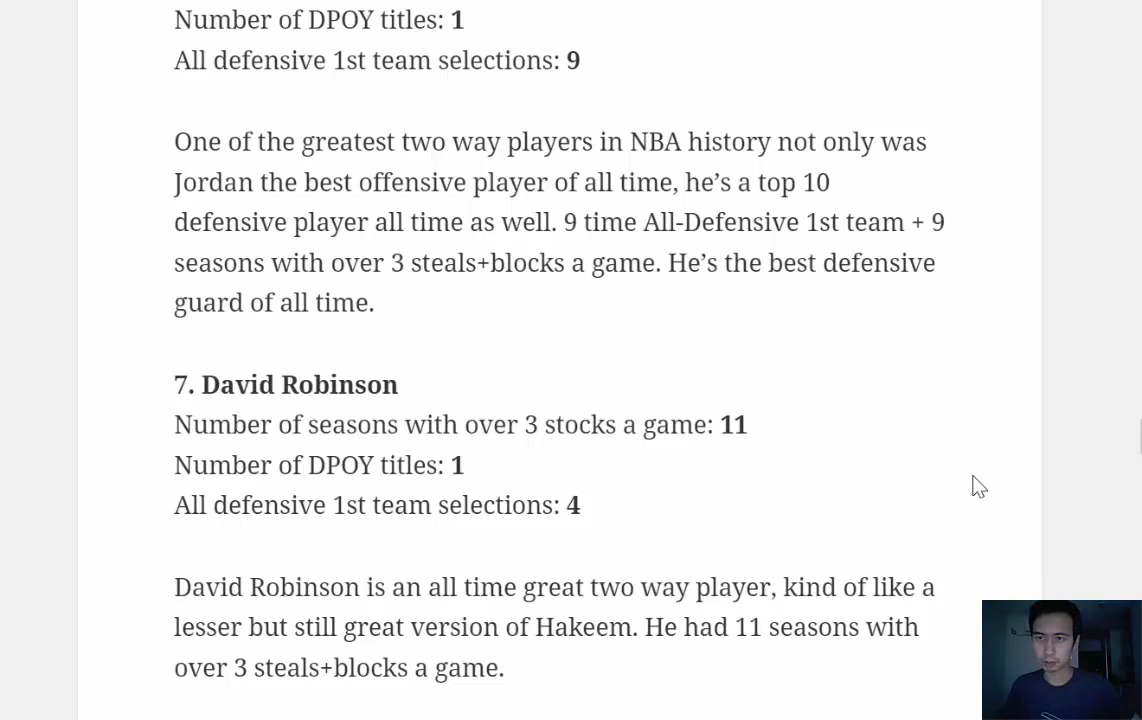 Number of DPOY titles: 1
All defensive 1st team selections: 9
One of the greatest two way players in NBA history not only was
Jordan the best offensive player of all time, he’s a top 10
defensive player all time as well. 9 time All-Defensive 1st team + 9
seasons with over 3 steals+blocks a game. He’s the best defensive
guard of all time.
7. David Robinson
Number of seasons with over 3 stocks a game: 11
Number of DPOY titles: 1
All defensive 1st team selections: 4
David Robinson is an all time great two way player, kind of like a
lesser but still great version of Hakeem. He had 11 seasons with
over 3 steals+blocks a game.